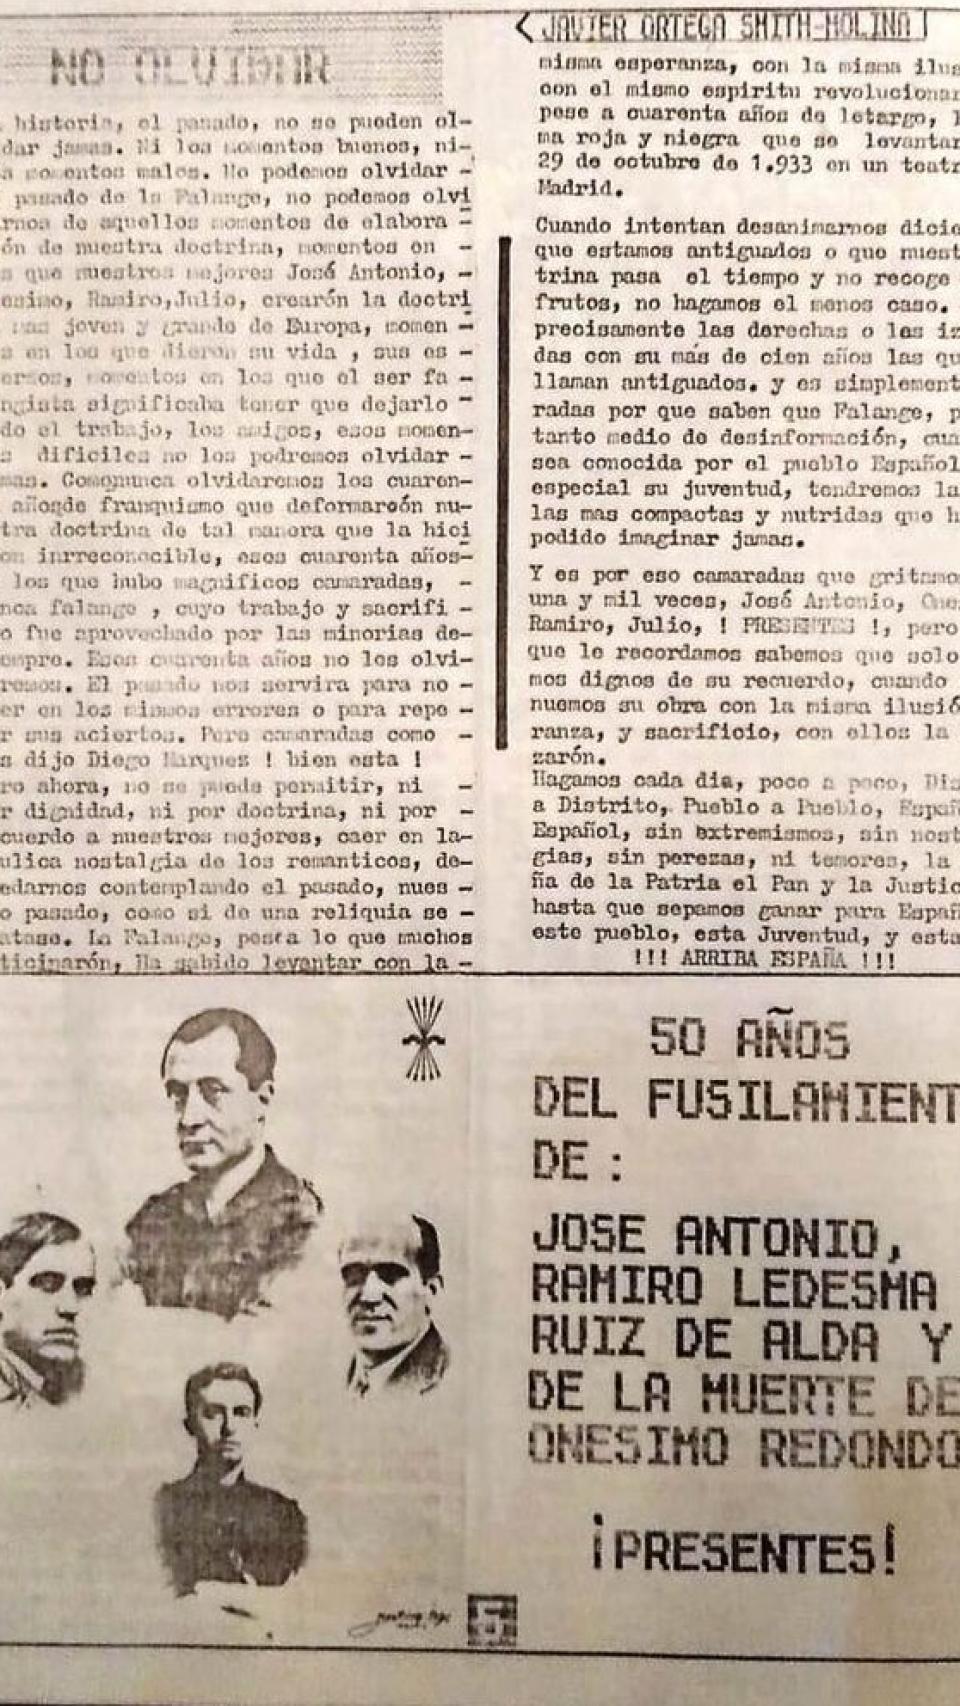 NO OLVIDAR
historia, el pasado, no se pueden ol-
dar jamas. Ni los momentos buenos, ni-
a momentos malos. No podemos olvidar -
pasado de la Falange, no podemos olvi
rnos de aquellos momentos de elabora -
ón de nuestra doctrina, momentos en -
s que nuestros mejores José Antonio, -
esimo, Ramiro,Julio, crearón la doctri
mas joven y grande de Europa, momen -
s en los que dieron su vida , sus es -
ersos, momentos en los que el ser fa -
ngista significaba tener que dejarlo -
do el trabajo, los amigos, esos momen-
s dificiles no los podremos olvidar -
mas. Comonunca olvidaremos los cuaren-
añosde franquismo que deformareón nu-
tra doctrina de tal manera que la hici
on inrreconocible, esos cuarenta años-
los que hubo magnificos camaradas, -
nca falange , cuyo trabajo y sacrifi -
o fue aprovechado por las minorias de-
empre. Esos cuarenta años no los olvi-
remos. El pasado nos servira para no -
er en los mismos errores o para repe -
r sus aciertos. Pero camaradas como -
s dijo Diego Marques ! bien esta !
ro ahora, no se puede permitir, ni -
r dignidad, ni por doctrina, ni por -
cuerdo a nuestros mejores, caer en la-
ulica nostalgia de los romanticos, de-
edarnos contemplando el pasado, nues -
o pasado, como si de una reliquia se -
atase. La Falange, pesea lo que muchos
ticinarón, Ha sabido levantar con la -
< JAVIER ORTEGA SMITH-MOLINA
misma esperanza, con la misma ilus
con el mismo espiritu revolucionar
pese a cuarenta años de letargo, l
ma roja y niegra que se levantar
29 de octubre de 1.933 en un teatr
Madrid.
Cuando intentan desanimarnos dicie
que estamos antiguados o que nuest
trina pasa el tiempo y no recoge
frutos, no hagamos el menos caso.
precisamente las derechas o las iz
das con su más de cien años las qu
llaman antiguados. y es simplement
radas por que saben que Falange, p
tanto medio de desinformación, cua
sea conocida por el pueblo Español
especial su juventud, tendremos la
las mas compactas y nutridas que h
podido imaginar jamas.
Y es por eso camaradas que gritamo
una y mil veces, José Antonio, One
Ramiro, Julio, ! PRESENTES !, pero
que le recordamos sabemos que solo
mos dignos de su recuerdo, cuando
nuemos su obra con la misma ilusió
ranza, y sacrificio, con ellos la
zarón.
Hagamos cada dia, poco a poco, Dis
a Distrito, Pueblo a Pueblo, Españ
Español, sin extremismos, sin nost
gias, sin perezas, ni temores, la
ña de la Patria el Pan y la Justic
hasta que sepamos ganar para Españ
este pueblo, esta Juventud, y esta
!!! ARRIBA ESPAÑA !!!
50 AÑOS
DEL FUSILAMIENT
DE :
JOSE ANTONIO,
RAMIRO LEDESMA
RUIZ DE ALDA Y
DE LA MUERTE DE
ONESIMO REDONDO
¡PRESENTES!